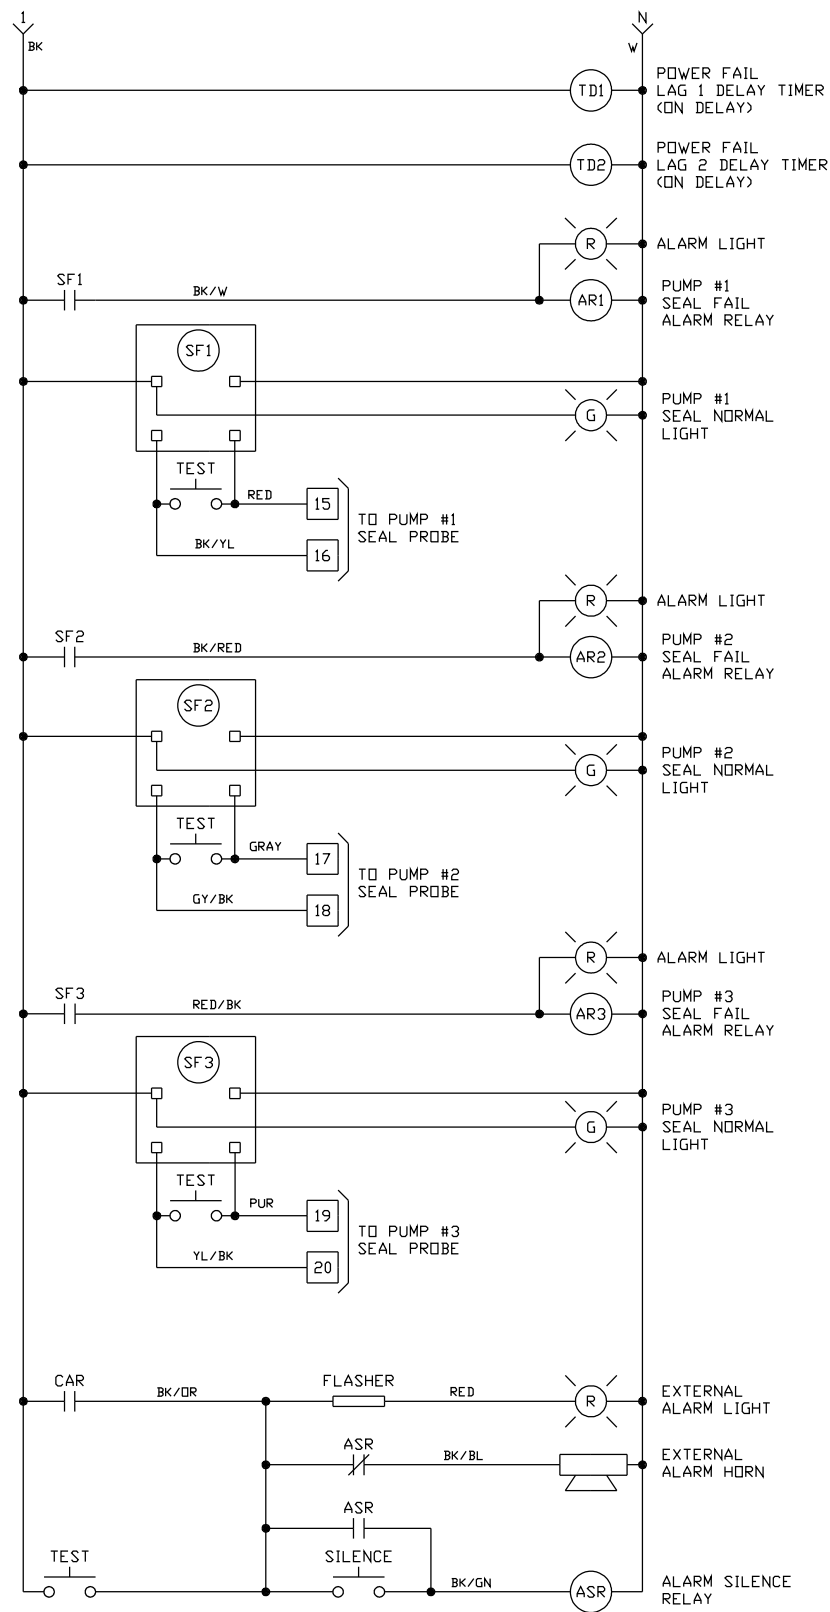 1
N
BK
W
TD1
POWER FAIL
LAG 1 DELAY TIMER
(ON DELAY)
TD2
POWER FAIL
LAG 2 DELAY TIMER
(ON DELAY)
R
ALARM LIGHT
SF1
BK/W
AR1
PUMP #1
SEAL FAIL
ALARM RELAY
SF1
G
PUMP #1
SEAL NORMAL
LIGHT
TEST
RED
15
BK/YL
16
TO PUMP #1
SEAL PROBE
R
ALARM LIGHT
SF2
BK/RED
AR2
PUMP #2
SEAL FAIL
ALARM RELAY
SF2
G
PUMP #2
SEAL NORMAL
LIGHT
TEST
GRAY
17
GY/BK
18
TO PUMP #2
SEAL PROBE
R
ALARM LIGHT
SF3
RED/BK
AR3
PUMP #3
SEAL FAIL
ALARM RELAY
SF3
G
PUMP #3
SEAL NORMAL
LIGHT
TEST
PUR
19
YL/BK
20
TO PUMP #3
SEAL PROBE
CAR
BK/OR
FLASHER
RED
R
EXTERNAL
ALARM LIGHT
ASR
BK/BL
EXTERNAL
ALARM HORN
ASR
TEST
SILENCE
BK/GN
ASR
ALARM SILENCE
RELAY